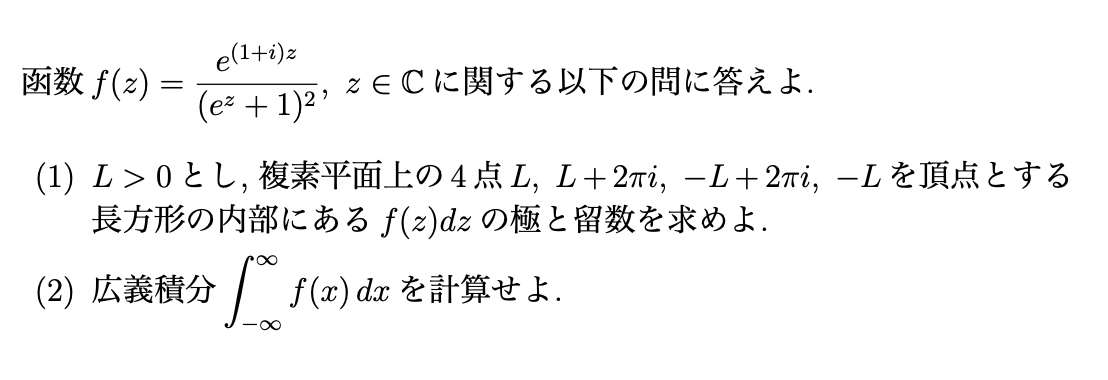 函数 $f(z) = \dfrac{e^{(1+i)z}}{(e^z + 1)^2},\ z \in \mathbb{C}$ に関する以下の問に答えよ.
(1) $L > 0$ とし, 複素平面上の 4 点 $L,\ L + 2\pi i,\ -L + 2\pi i,\ -L$ を頂点とする
長方形の内部にある $f(z)dz$ の極と留数を求めよ.
(2) 広義積分 $\displaystyle\int_{-\infty}^{\infty} f(x)\,dx$ を計算せよ.